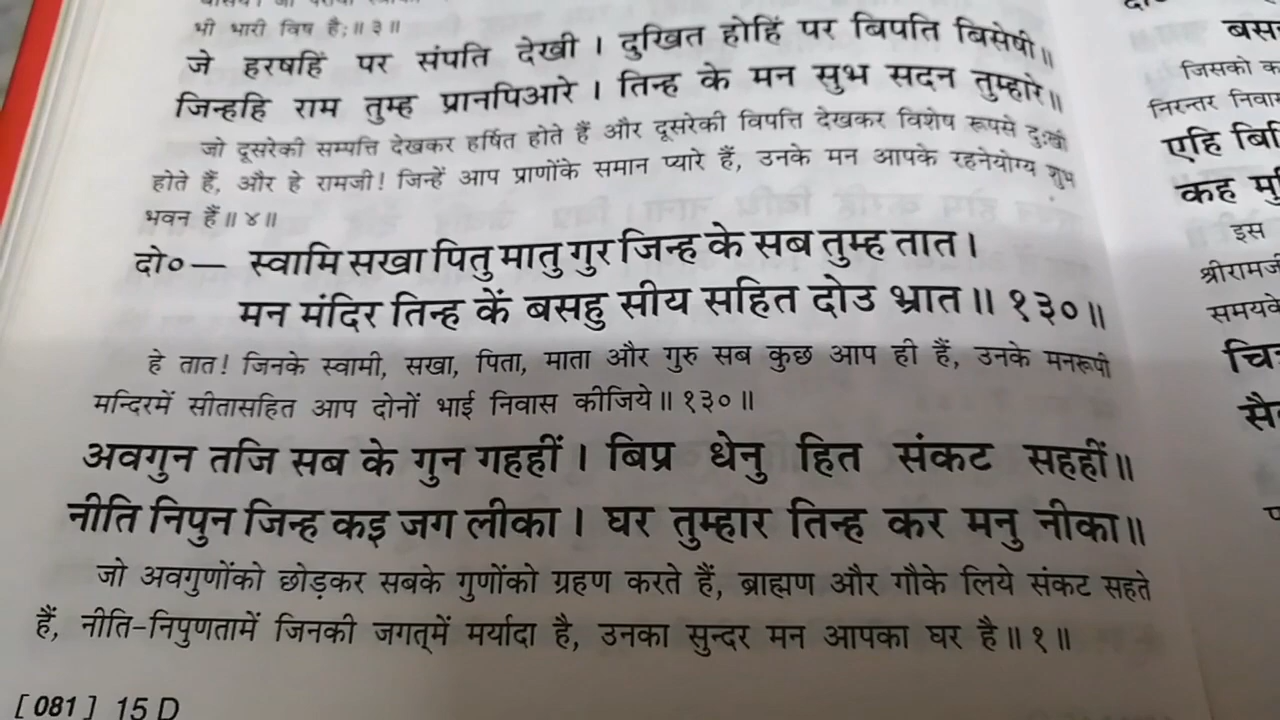 भी भारी विष है;॥ ३॥
जे हरषहिं पर संपति देखी । दुखित होहिं पर बिपति बिसेषी॥
जिन्हहि राम तुम्ह प्रानपिआरे । तिन्ह के मन सुभ सदन तुम्हारे॥
जो दूसरेकी सम्पत्ति देखकर हर्षित होते हैं और दूसरेकी विपत्ति देखकर विशेष रूपसे दुःखी
होते हैं, और हे रामजी! जिन्हें आप प्राणोंके समान प्यारे हैं, उनके मन आपके रहनेयोग्य शुभ
भवन हैं॥ ४॥
दो०— स्वामि सखा पितु मातु गुर जिन्ह के सब तुम्ह तात।
मन मंदिर तिन्ह कें बसहु सीय सहित दोउ भ्रात॥ १३०॥
हे तात! जिनके स्वामी, सखा, पिता, माता और गुरु सब कुछ आप ही हैं, उनके मनरूपी
मन्दिरमें सीतासहित आप दोनों भाई निवास कीजिये॥ १३०॥
अवगुन तजि सब के गुन गहहीं । बिप्र धेनु हित संकट सहहीं॥
नीति निपुन जिन्ह कइ जग लीका । घर तुम्हार तिन्ह कर मनु नीका॥
जो अवगुणोंको छोड़कर सबके गुणोंको ग्रहण करते हैं, ब्राह्मण और गौके लिये संकट सहते
हैं, नीति-निपुणतामें जिनकी जगत्‌में मर्यादा है, उनका सुन्दर मन आपका घर है॥ १॥
[ 081 ] 15 D
जिसको
निरन्तर
एहि
कह
इस